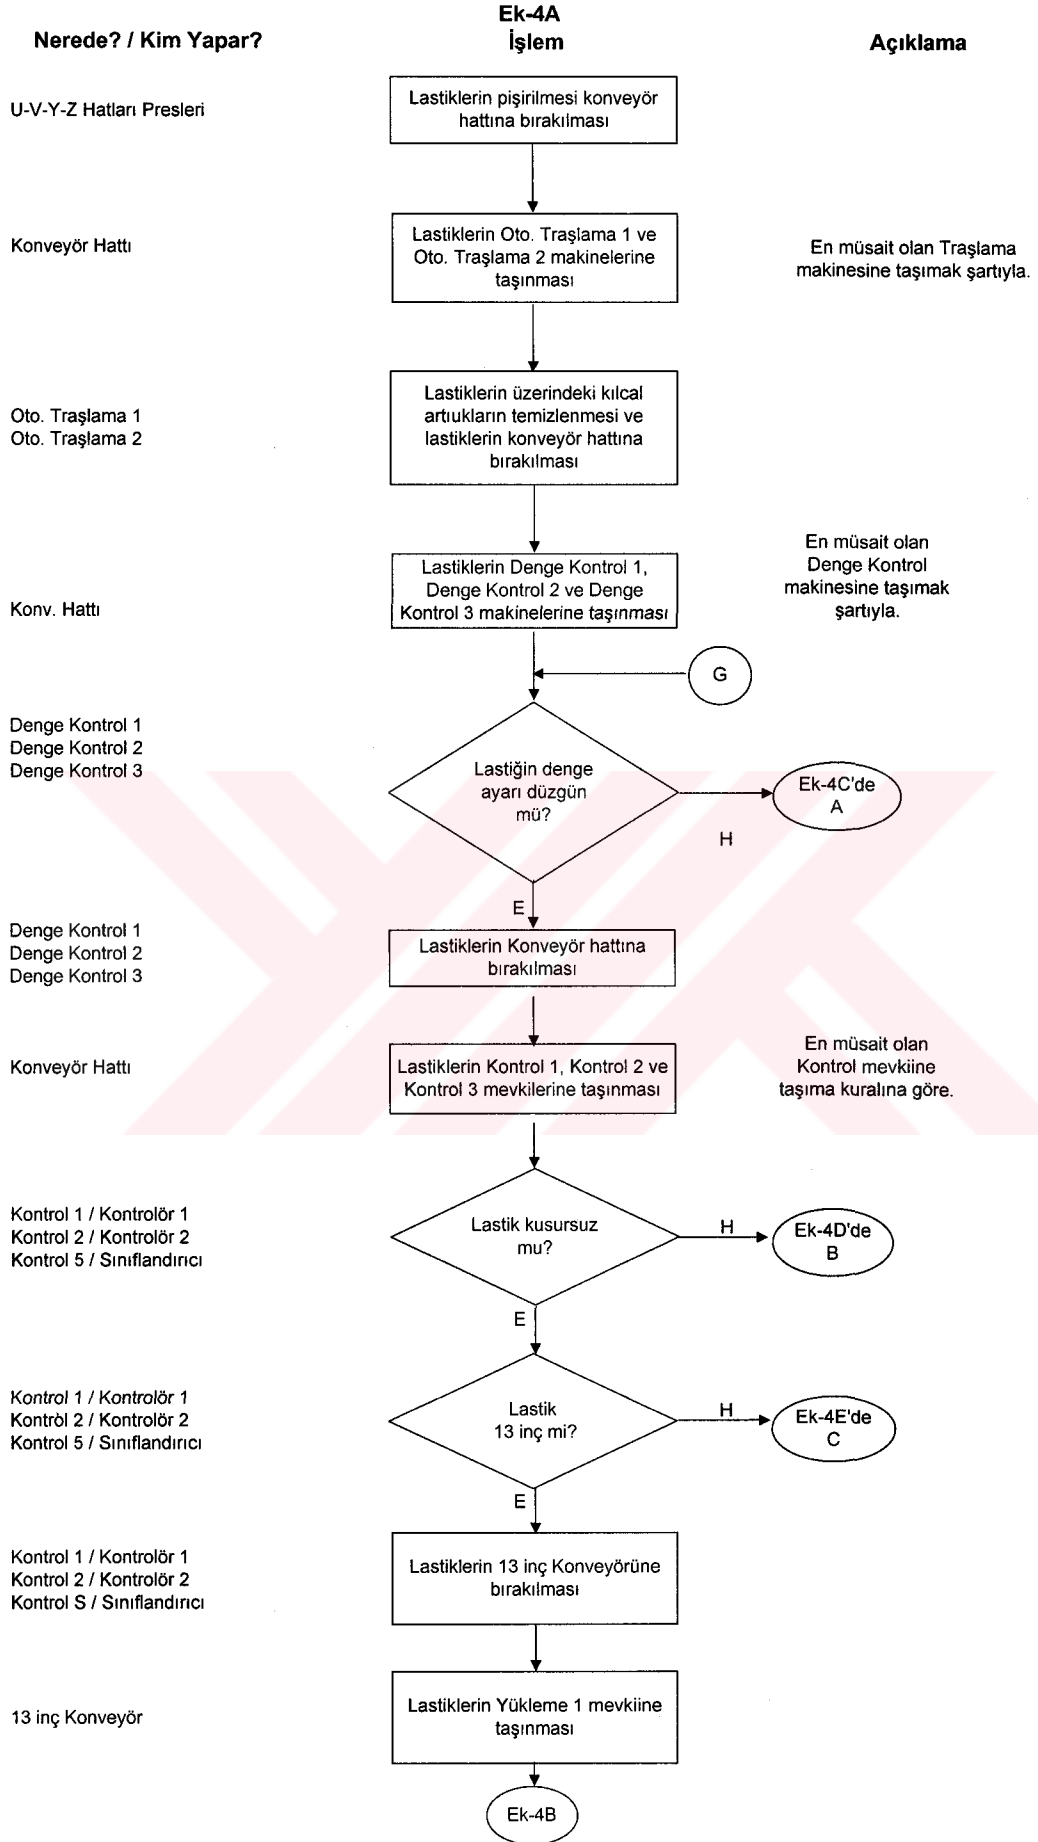 Ek-4A
Nerede? / Kim Yapar?
İşlem
Açıklama
U-V-Y-Z Hatları Presleri
Lastiklerin pişirilmesi konveyör
hattına bırakılması
Konveyör Hattı
Lastiklerin Oto. Traşlama 1 ve
Oto. Traşlama 2 makinelerine
taşınması
En müsait olan Traşlama
makinesine taşımak şartıyla.
Oto. Traşlama 1
Oto. Traşlama 2
Lastiklerin üzerindeki kılcal
artıukların temizlenmesi ve
lastiklerin konveyör hattına
bırakılması
Konv. Hattı
Lastiklerin Denge Kontrol 1,
Denge Kontrol 2 ve Denge
Kontrol 3 makinelerine taşınması
En müsait olan
Denge Kontrol
makinesine taşımak
şartıyla.
G
Denge Kontrol 1
Denge Kontrol 2
Denge Kontrol 3
Lastiğin denge
ayarı düzgün
mü?
H
Ek-4C'de
A
E
Denge Kontrol 1
Denge Kontrol 2
Denge Kontrol 3
Lastiklerin Konveyör hattına
bırakılması
Konveyör Hattı
Lastiklerin Kontrol 1, Kontrol 2 ve
Kontrol 3 mevkilerine taşınması
En müsait olan
Kontrol mevkiine
taşıma kuralına göre.
Kontrol 1 / Kontrolör 1
Kontrol 2 / Kontrolör 2
Kontrol 5 / Sınıflandırıcı
Lastik kusursuz
mu?
H
Ek-4D'de
B
E
Kontrol 1 / Kontrolör 1
Kontrol 2 / Kontrolör 2
Kontrol 5 / Sınıflandırıcı
Lastik
13 inç mi?
H
Ek-4E'de
C
E
Kontrol 1 / Kontrolör 1
Kontrol 2 / Kontrolör 2
Kontrol S / Sınıflandırıcı
Lastiklerin 13 inç Konveyörüne
bırakılması
13 inç Konveyör
Lastiklerin Yükleme 1 mevkiine
taşınması
Ek-4B